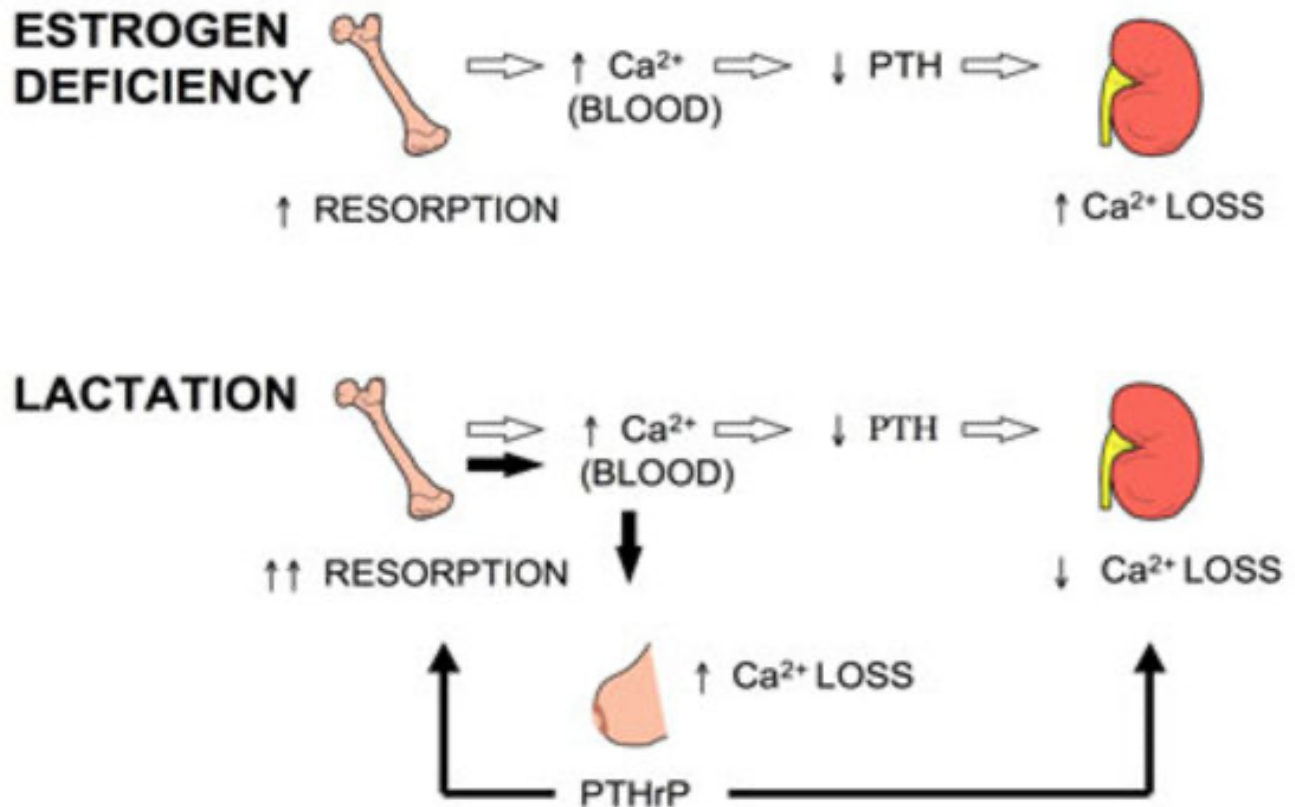 ESTROGEN
DEFICIENCY
↑ Ca²⁺
(BLOOD)
↓ PTH
↑ RESORPTION
↑ Ca²⁺ LOSS
LACTATION
↑ Ca²⁺
(BLOOD)
↓ PTH
↑↑ RESORPTION
↓ Ca²⁺ LOSS
↑ Ca²⁺ LOSS
PTHrP